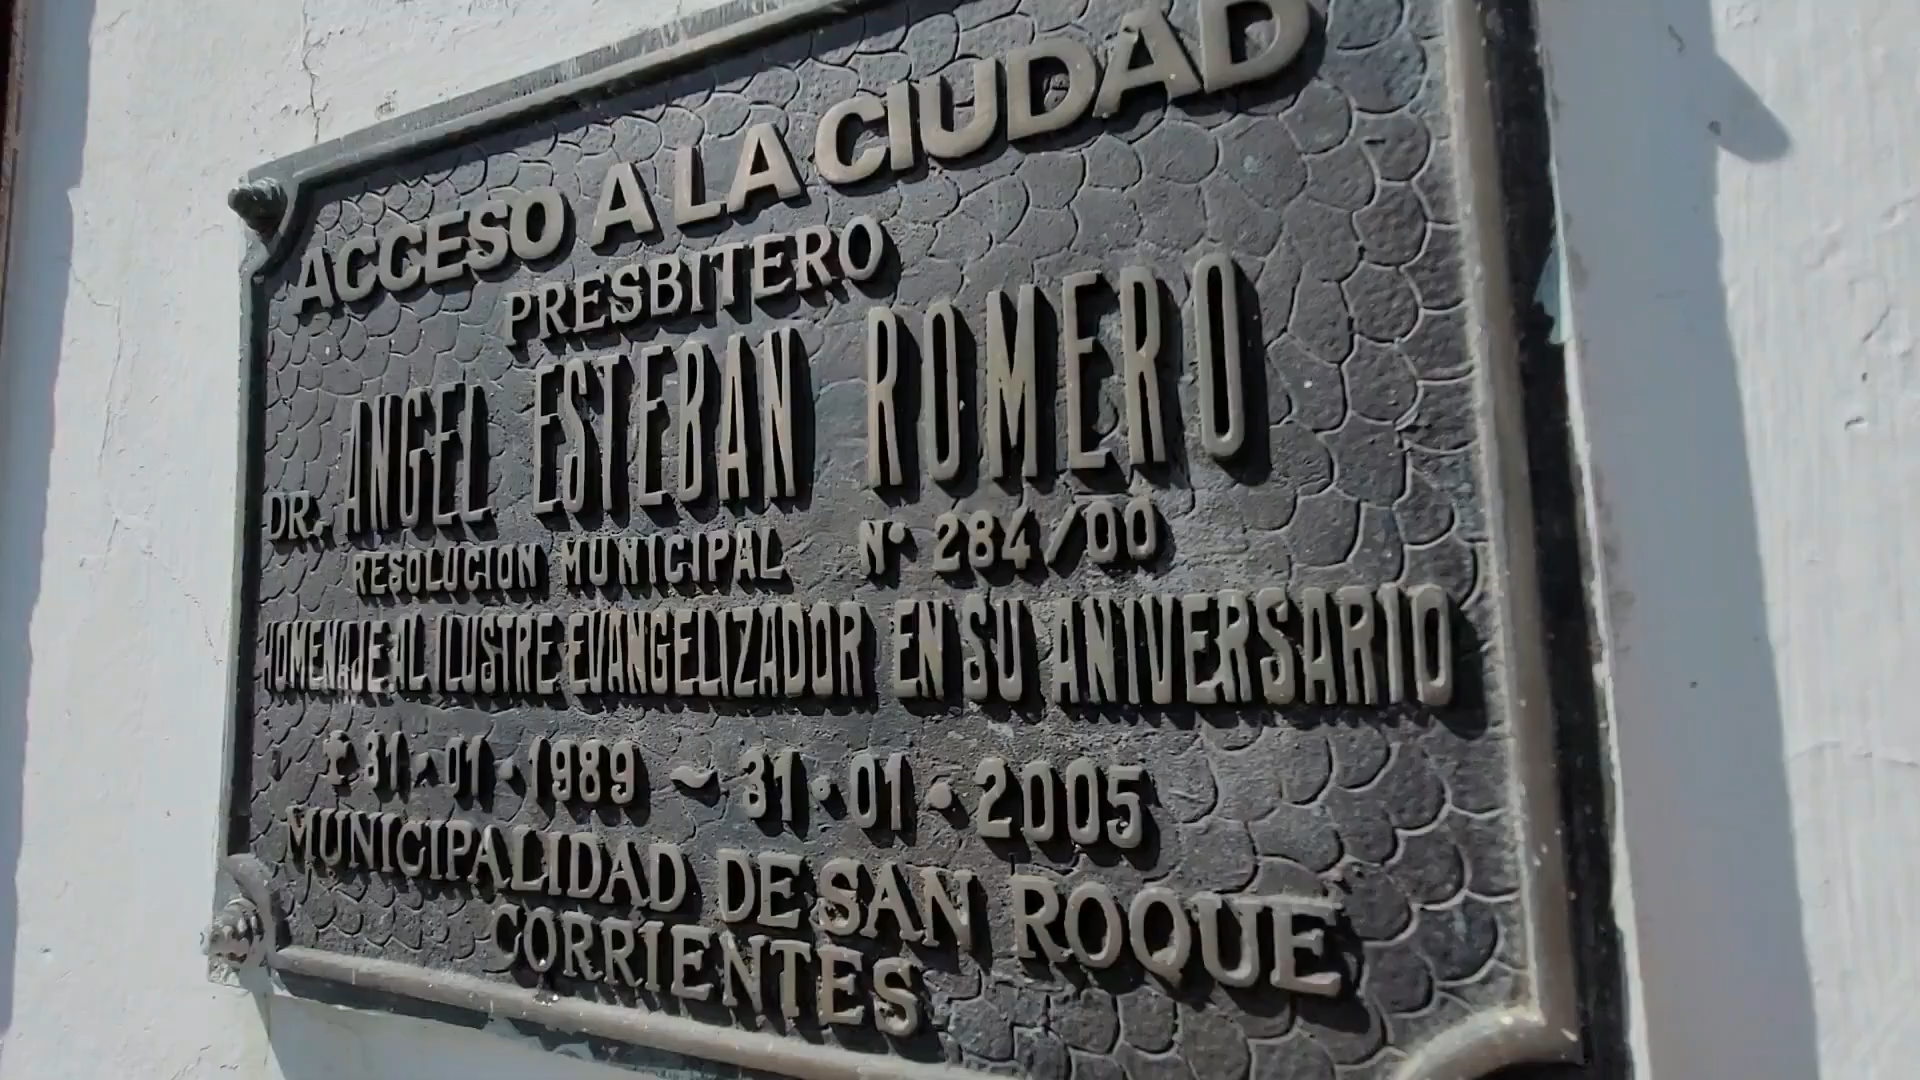 ACCESO A LA CIUDAD
PRESBITERO
DR. ANGEL ESTEBAN ROMERO
RESOLUCION MUNICIPAL N• 284/00
HOMENAJE AL ILUSTRE EVANGELIZADOR EN SU ANIVERSARIO
✝ 31•01•1989 ~ 31•01•2005
MUNICIPALIDAD DE SAN ROQUE
CORRIENTES